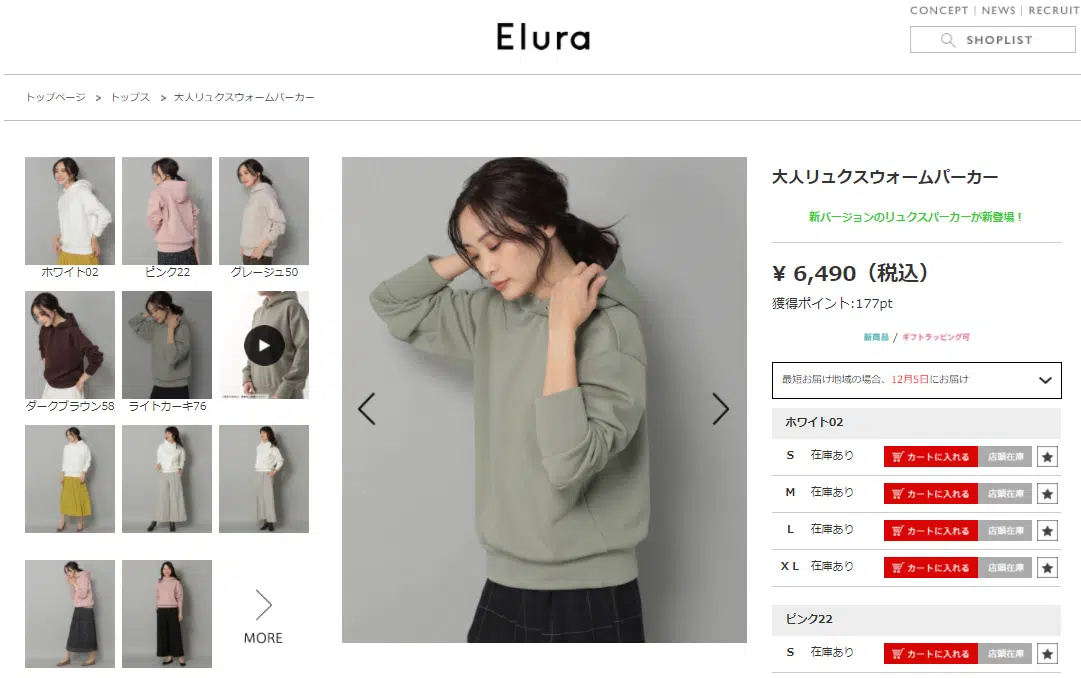 CONCEPT | NEWS | RECRUIT
Elura
SHOPLIST
トップページ > トップス > 大人リュクスウォームパーカー
ホワイト02
ピンク22
グレージュ50
ダークブラウン58
ライトカーキ76
MORE
大人リュクスウォームパーカー
新バージョンのリュクスパーカーが新登場！
¥ 6,490（税込）
獲得ポイント:177pt
新商品 / ギフトラッピング可
最短お届け地域の場合、12月5日にお届け
ホワイト02
S 在庫あり カートに入れる 店頭在庫
M 在庫あり カートに入れる 店頭在庫
L 在庫あり カートに入れる 店頭在庫
XL 在庫あり カートに入れる 店頭在庫
ピンク22
S 在庫あり カートに入れる 店頭在庫